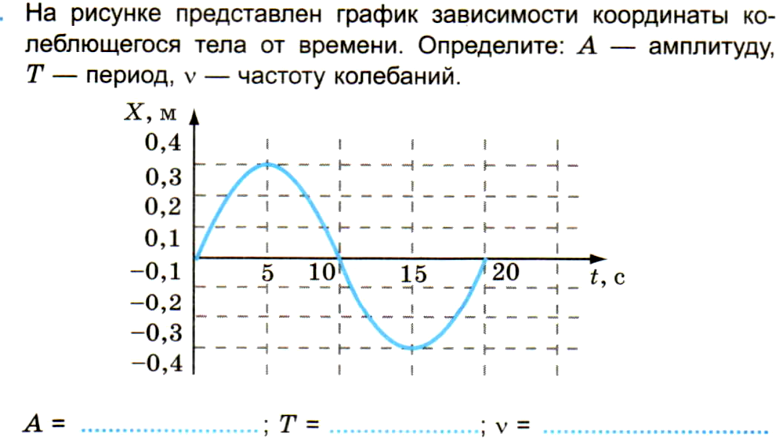 На рисунке представлен график зависимости координаты ко-
леблющегося тела от времени. Определите: A — амплитуду,
T — период, ν — частоту колебаний.
X, м
0,4
0,3
0,2
0,1
–0,1
5 10 15 20 t, с
–0,2
–0,3
–0,4
A = ; T = ; ν =